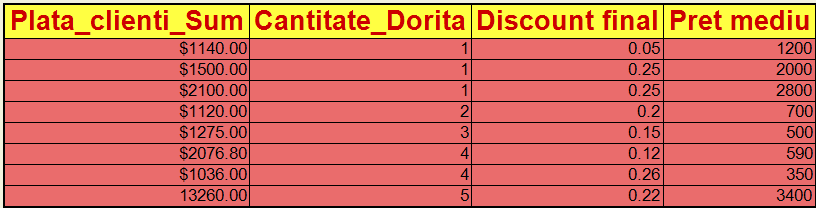 Plata_clienti_Sum Cantitate_Dorita Discount final Pret mediu
$1140.00 1 0.05 1200
$1500.00 1 0.25 2000
$2100.00 1 0.25 2800
$1120.00 2 0.2 700
$1275.00 3 0.15 500
$2076.80 4 0.12 590
$1036.00 4 0.26 350
13260.00 5 0.22 3400